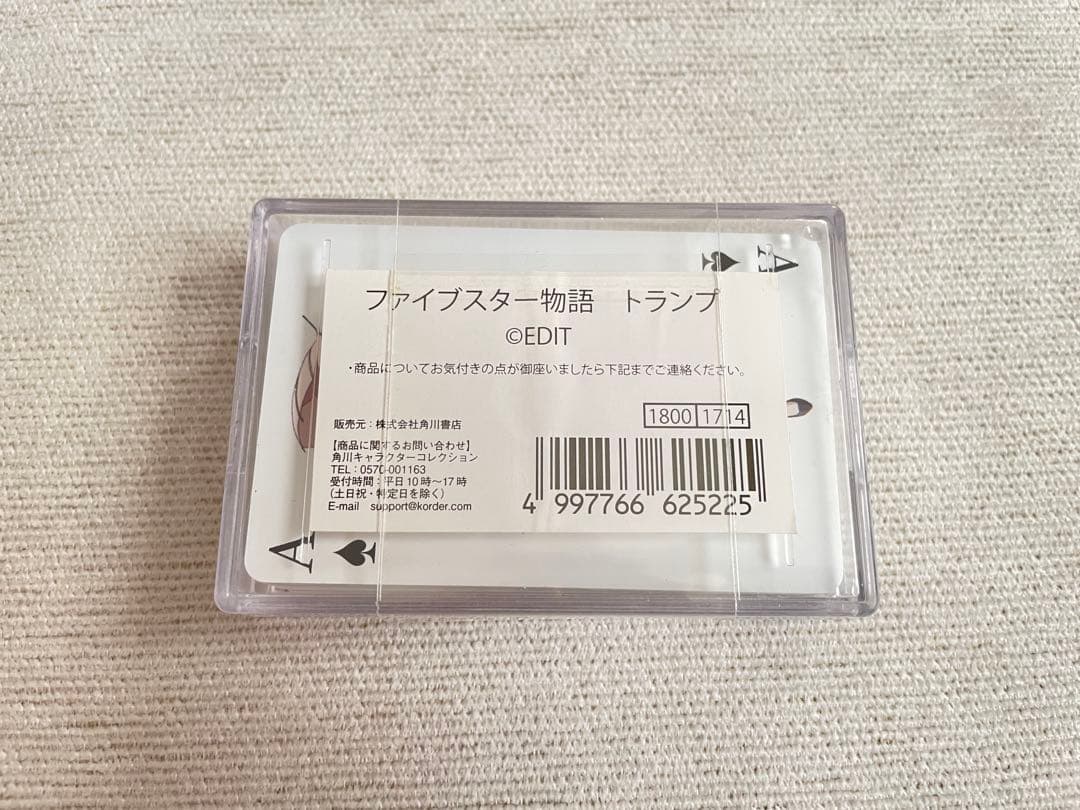 ファイブスター物語　トランプ
©EDIT
・商品についてお気付きの点が御座いましたら下記までご連絡ください。
1800 1714
販売元：株式会社角川書店
【商品に関するお問い合わせ】
角川キャラクターコレクション
TEL：0570-001163
受付時間：平日 10 時～17 時
（土日祝・特定日を除く）
E-mail　support@korder.com
4 997766 625225
A
A